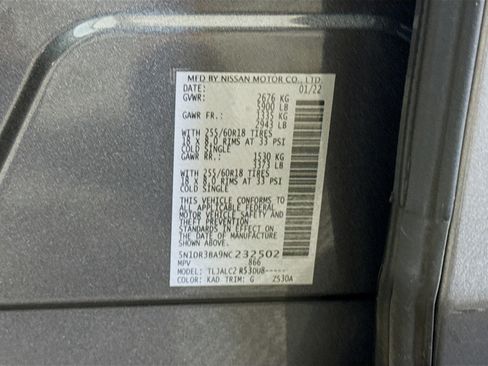 MFD BY NISSAN MOTOR CO., LTD.
DATE: 01/22
GVWR: 2676 KG
5900 LB
GAWR FR.: 1335 KG
2943 LB
WITH 255/60R18 TIRES
18 X 8.0 RIMS AT 33 PSI
COLD SINGLE
GAWR RR.: 1530 KG
3373 LB
WITH 255/60R18 TIRES
18 X 8.0 RIMS AT 33 PSI
COLD SINGLE
THIS VEHICLE CONFORMS TO
ALL APPLICABLE FEDERAL
MOTOR VEHICLE SAFETY AND
THEFT PREVENTION
STANDARDS IN EFFECT ON
THE DATE OF MANUFACTURE
SHOWN ABOVE.
5N1DR3BA9NC232502
MPV 866
MODEL: TLJALC2 R53DU8-----
COLOR: KAD TRIM: G Z530A